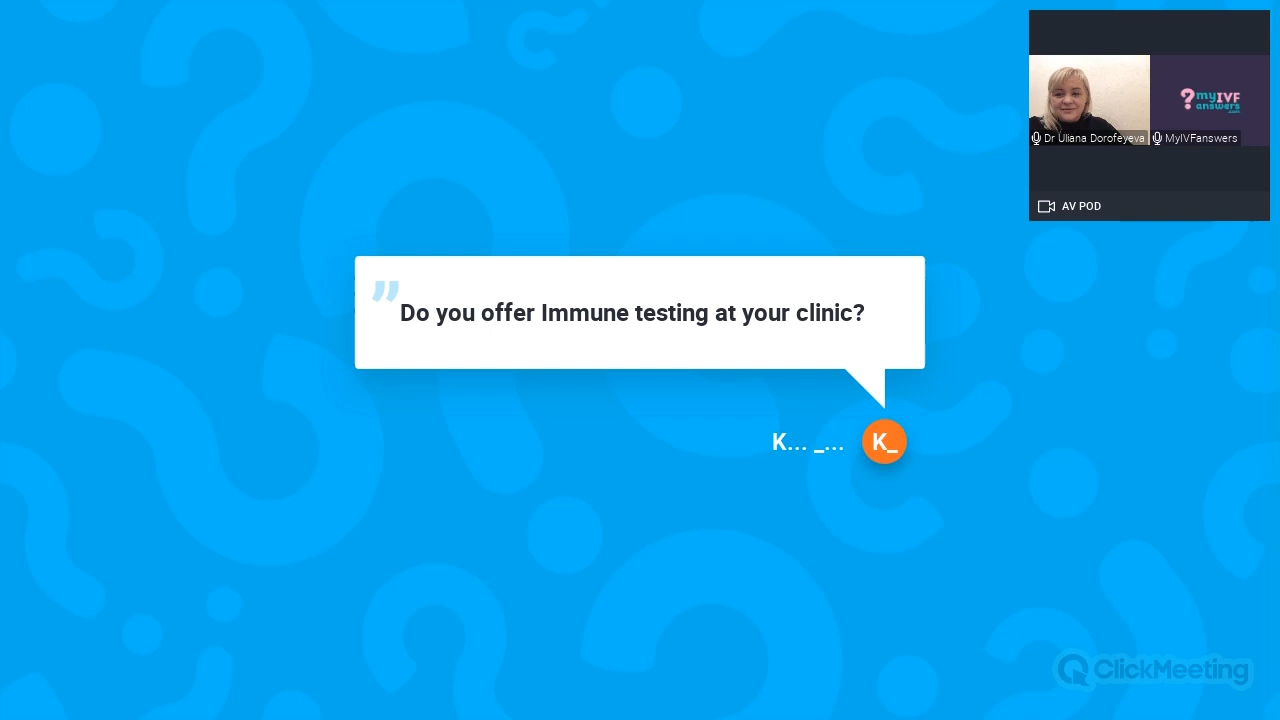 ?myIVF
answers
.com
Dr Uliana Dorofeyeva
MyIVFanswers
AV POD
” Do you offer Immune testing at your clinic?
K... _...
K_
ClickMeeting